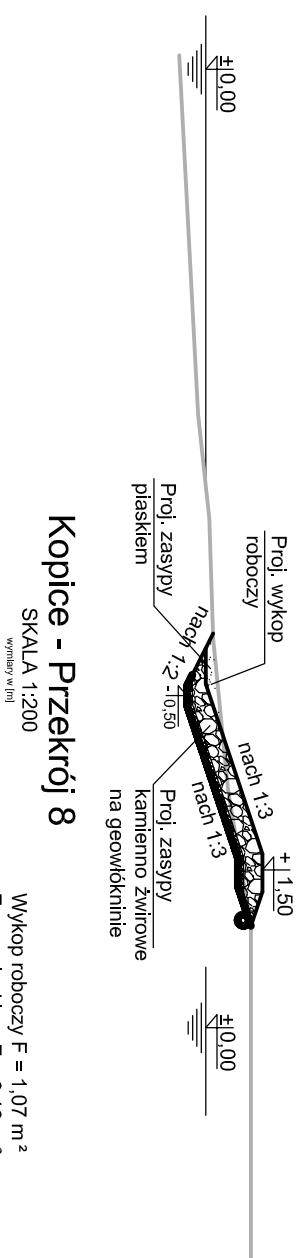 ±0,00
Proj. wykop
roboczy
Proj. zasypy
piaskiem
nach 1:2
-0,50
nach 1:3
nach 1:3
+1,50
Proj. zasypy
kamienno żwirowe
na geowłókninie
±0,00
Kopice - Przekrój 8
SKALA 1:200
wymiary w [m]
Wykop roboczy F = 1,07 m²